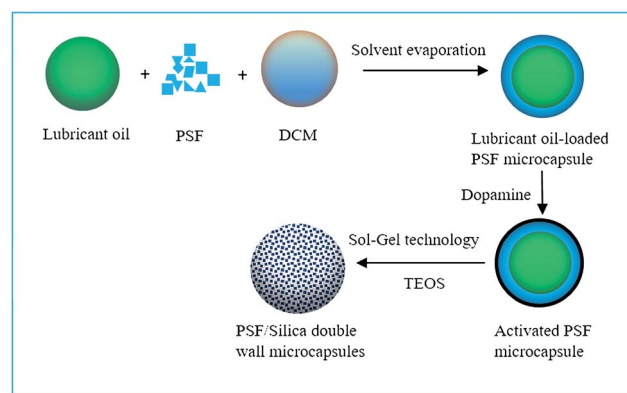 Solvent evaporation
+
+
Lubricant oil
PSF
DCM
Lubricant oil-loaded
PSF microcapsule
Dopamine
Sol-Gel technology
TEOS
PSF/Silica double
wall microcapsules
Activated PSF
microcapsule